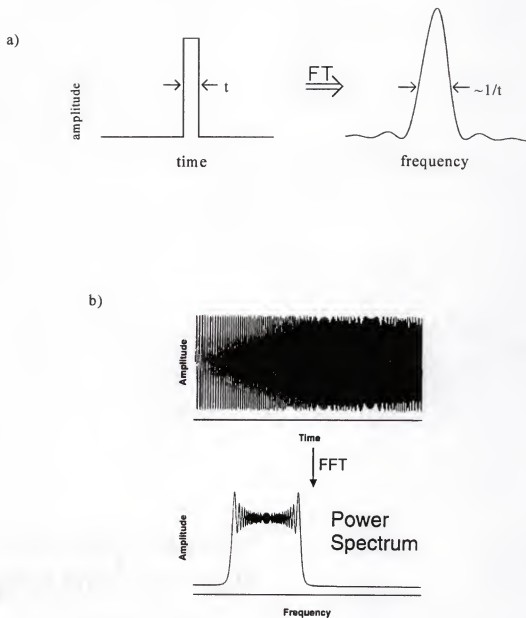 a)
amplitude
t
FT
~1/t
time
frequency
b)
Amplitude
Time
FFT
Amplitude
Power
Spectrum
Frequency